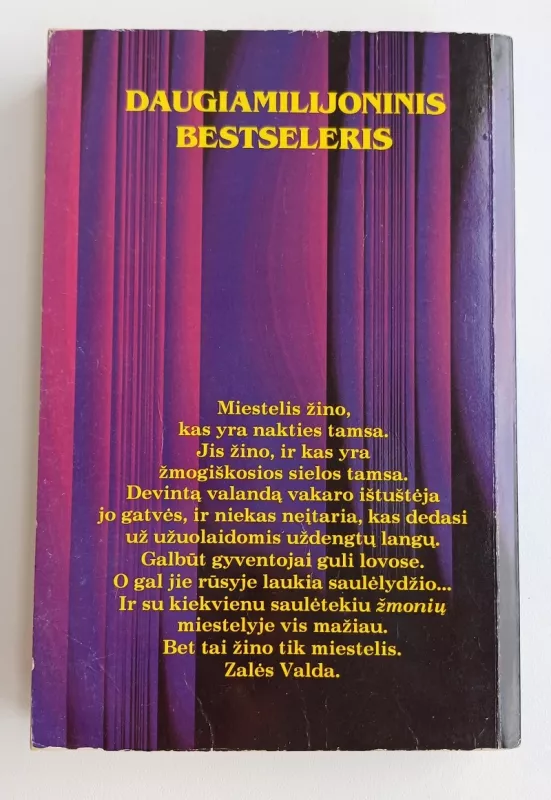 DAUGIAMILIJONINIS
BESTSELERIS
Miestelis žino,
kas yra nakties tamsa.
Jis žino, ir kas yra
žmogiškosios sielos tamsa.
Devintą valandą vakaro ištuštėja
jo gatvės, ir niekas neįtaria, kas dedasi
už užuolaidomis uždengtų langų.
Galbūt gyventojai guli lovose.
O gal jie rūsyje laukia saulėlydžio...
Ir su kiekvienu saulėtekiu žmonių
miestelyje vis mažiau.
Bet tai žino tik miestelis.
Zalės Valda.